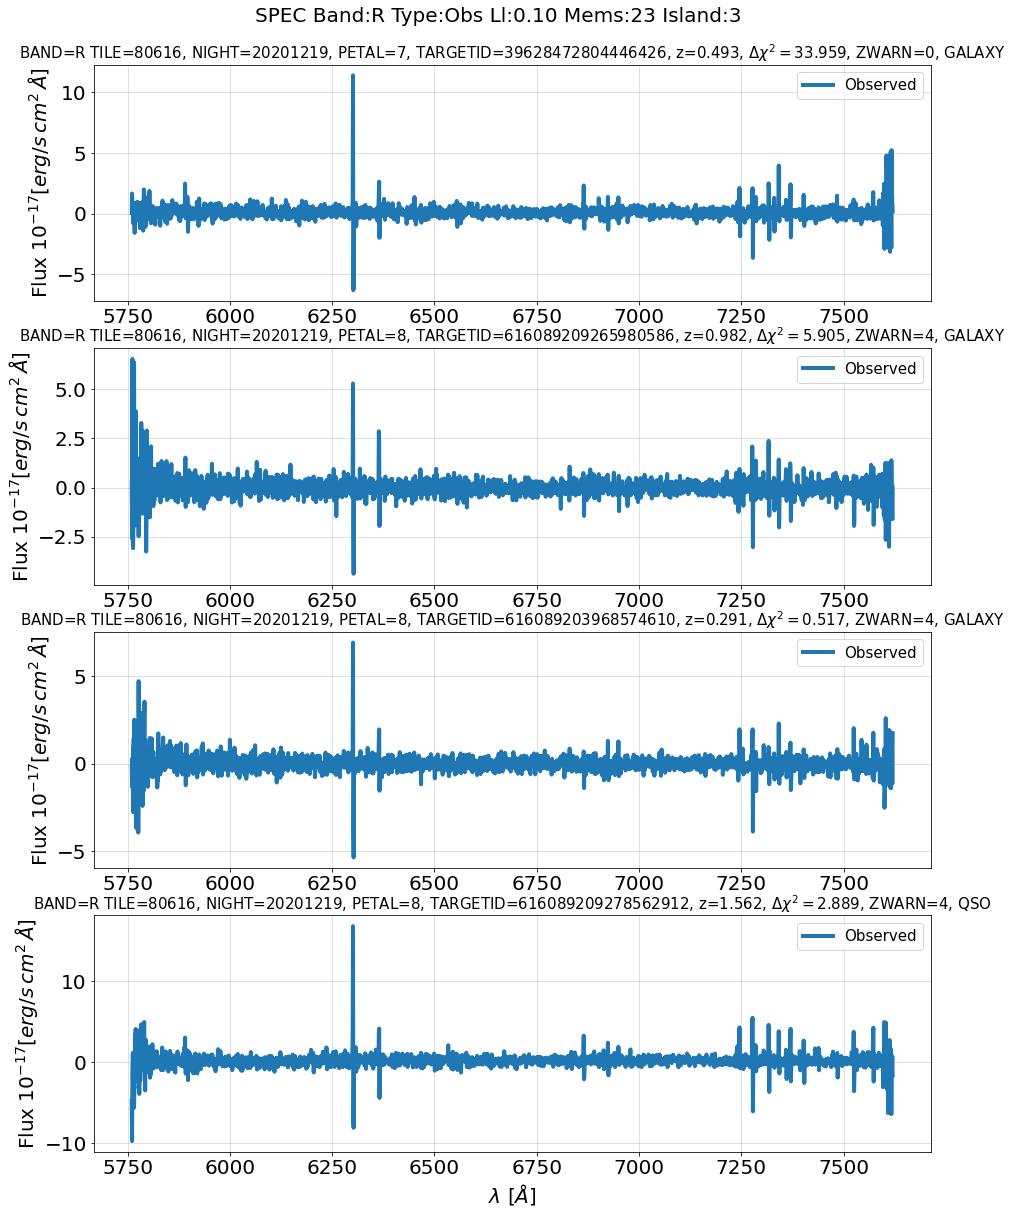 SPEC Band:R Type:Obs Ll:0.10 Mems:23 Island:3
BAND=R TILE=80616, NIGHT=20201219, PETAL=7, TARGETID=39628472804446426, z=0.493, Δχ² = 33.959, ZWARN=0, GALAXY
Observed
Flux 10⁻¹⁷[erg/s cm² Å]
10
5
0
−5
5750 6000 6250 6500 6750 7000 7250 7500
BAND=R TILE=80616, NIGHT=20201219, PETAL=8, TARGETID=616089209265980586, z=0.982, Δχ² = 5.905, ZWARN=4, GALAXY
Observed
Flux 10⁻¹⁷[erg/s cm² Å]
5.0
2.5
0.0
−2.5
5750 6000 6250 6500 6750 7000 7250 7500
BAND=R TILE=80616, NIGHT=20201219, PETAL=8, TARGETID=616089203968574610, z=0.291, Δχ² = 0.517, ZWARN=4, GALAXY
Observed
Flux 10⁻¹⁷[erg/s cm² Å]
5
0
−5
5750 6000 6250 6500 6750 7000 7250 7500
BAND=R TILE=80616, NIGHT=20201219, PETAL=8, TARGETID=616089209278562912, z=1.562, Δχ² = 2.889, ZWARN=4, QSO
Observed
Flux 10⁻¹⁷[erg/s cm² Å]
10
0
−10
5750 6000 6250 6500 6750 7000 7250 7500
λ [Å]